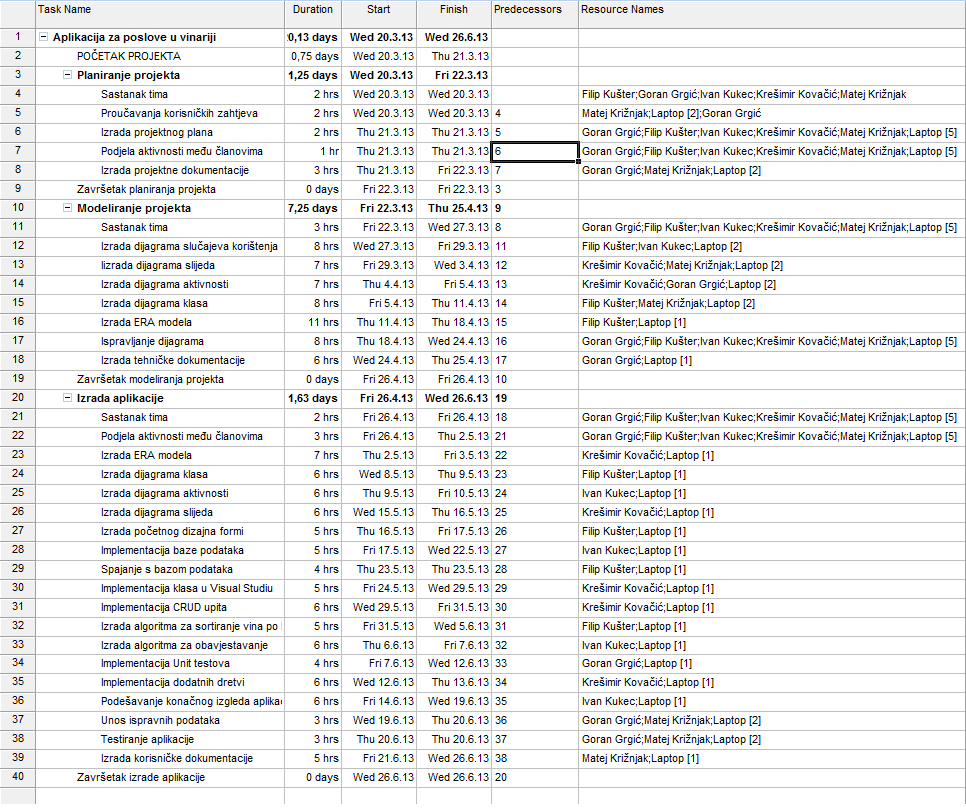 Task Name Duration Start Finish Predecessors Resource Names
1 Aplikacija za poslove u vinariji 0,13 days Wed 20.3.13 Wed 26.6.13
2 POČETAK PROJEKTA 0,75 days Wed 20.3.13 Thu 21.3.13
3 Planiranje projekta 1,25 days Wed 20.3.13 Fri 22.3.13
4 Sastanak tima 2 hrs Wed 20.3.13 Wed 20.3.13 Filip Kušter;Goran Grgić;Ivan Kukec;Krešimir Kovačić;Matej Križnjak
5 Proučavanja korisničkih zahtjeva 2 hrs Wed 20.3.13 Wed 20.3.13 4 Matej Križnjak;Laptop [2];Goran Grgić
6 Izrada projektnog plana 2 hrs Thu 21.3.13 Thu 21.3.13 5 Goran Grgić;Filip Kušter;Ivan Kukec;Krešimir Kovačić;Matej Križnjak;Laptop [5]
7 Podjela aktivnosti među članovima 1 hr Thu 21.3.13 Thu 21.3.13 6 Goran Grgić;Filip Kušter;Ivan Kukec;Krešimir Kovačić;Matej Križnjak;Laptop [5]
8 Izrada projektne dokumentacije 3 hrs Thu 21.3.13 Fri 22.3.13 7 Goran Grgić;Matej Križnjak;Laptop [2]
9 Završetak planiranja projekta 0 days Fri 22.3.13 Fri 22.3.13 3
10 Modeliranje projekta 7,25 days Fri 22.3.13 Thu 25.4.13 9
11 Sastanak tima 3 hrs Fri 22.3.13 Wed 27.3.13 8 Goran Grgić;Filip Kušter;Ivan Kukec;Krešimir Kovačić;Matej Križnjak;Laptop [5]
12 Izrada dijagrama slučajeva korištenja 8 hrs Wed 27.3.13 Fri 29.3.13 11 Filip Kušter;Ivan Kukec;Laptop [2]
13 Iizrada dijagrama slijeda 7 hrs Fri 29.3.13 Wed 3.4.13 12 Krešimir Kovačić;Matej Križnjak;Laptop [2]
14 Izrada dijagrama aktivnosti 7 hrs Thu 4.4.13 Fri 5.4.13 13 Krešimir Kovačić;Goran Grgić;Laptop [2]
15 Izrada dijagrama klasa 8 hrs Fri 5.4.13 Thu 11.4.13 14 Filip Kušter;Matej Križnjak;Laptop [2]
16 Izrada ERA modela 11 hrs Thu 11.4.13 Thu 18.4.13 15 Filip Kušter;Laptop [1]
17 Ispravljanje dijagrama 8 hrs Thu 18.4.13 Wed 24.4.13 16 Goran Grgić;Filip Kušter;Ivan Kukec;Krešimir Kovačić;Matej Križnjak;Laptop [5]
18 Izrada tehničke dokumentacije 6 hrs Wed 24.4.13 Thu 25.4.13 17 Goran Grgić;Laptop [1]
19 Završetak modeliranja projekta 0 days Fri 26.4.13 Fri 26.4.13 10
20 Izrada aplikacije 1,63 days Fri 26.4.13 Wed 26.6.13 19
21 Sastanak tima 2 hrs Fri 26.4.13 Fri 26.4.13 18 Goran Grgić;Filip Kušter;Ivan Kukec;Krešimir Kovačić;Matej Križnjak;Laptop [5]
22 Podjela aktivnosti među članovima 3 hrs Fri 26.4.13 Thu 2.5.13 21 Goran Grgić;Filip Kušter;Ivan Kukec;Krešimir Kovačić;Matej Križnjak;Laptop [5]
23 Izrada ERA modela 7 hrs Thu 2.5.13 Fri 3.5.13 22 Krešimir Kovačić;Laptop [1]
24 Izrada dijagrama klasa 6 hrs Wed 8.5.13 Thu 9.5.13 23 Filip Kušter;Laptop [1]
25 Izrada dijagrama aktivnosti 6 hrs Thu 9.5.13 Fri 10.5.13 24 Ivan Kukec;Laptop [1]
26 Izrada dijagrama slijeda 6 hrs Wed 15.5.13 Thu 16.5.13 25 Krešimir Kovačić;Laptop [1]
27 Izrada početnog dizajna formi 5 hrs Thu 16.5.13 Fri 17.5.13 26 Filip Kušter;Laptop [1]
28 Implementacija baze podataka 5 hrs Fri 17.5.13 Wed 22.5.13 27 Ivan Kukec;Laptop [1]
29 Spajanje s bazom podataka 4 hrs Thu 23.5.13 Thu 23.5.13 28 Filip Kušter;Laptop [1]
30 Implementacija klasa u Visual Studiu 5 hrs Fri 24.5.13 Wed 29.5.13 29 Krešimir Kovačić;Laptop [1]
31 Implementacija CRUD upita 6 hrs Wed 29.5.13 Fri 31.5.13 30 Krešimir Kovačić;Laptop [1]
32 Izrada algoritma za sortiranje vina po 5 hrs Fri 31.5.13 Wed 5.6.13 31 Filip Kušter;Laptop [1]
33 Izrada algoritma za obavjestavanje 6 hrs Thu 6.6.13 Fri 7.6.13 32 Ivan Kukec;Laptop [1]
34 Implementacija Unit testova 4 hrs Fri 7.6.13 Wed 12.6.13 33 Goran Grgić;Laptop [1]
35 Implementacija dodatnih dretvi 6 hrs Wed 12.6.13 Thu 13.6.13 34 Krešimir Kovačić;Laptop [1]
36 Podešavanje konačnog izgleda aplika 6 hrs Fri 14.6.13 Wed 19.6.13 35 Ivan Kukec;Laptop [1]
37 Unos ispravnih podataka 3 hrs Wed 19.6.13 Thu 20.6.13 36 Goran Grgić;Matej Križnjak;Laptop [2]
38 Testiranje aplikacije 3 hrs Thu 20.6.13 Thu 20.6.13 37 Goran Grgić;Matej Križnjak;Laptop [2]
39 Izrada korisničke dokumentacije 5 hrs Fri 21.6.13 Wed 26.6.13 38 Matej Križnjak;Laptop [1]
40 Završetak izrade aplikacije 0 days Wed 26.6.13 Wed 26.6.13 20